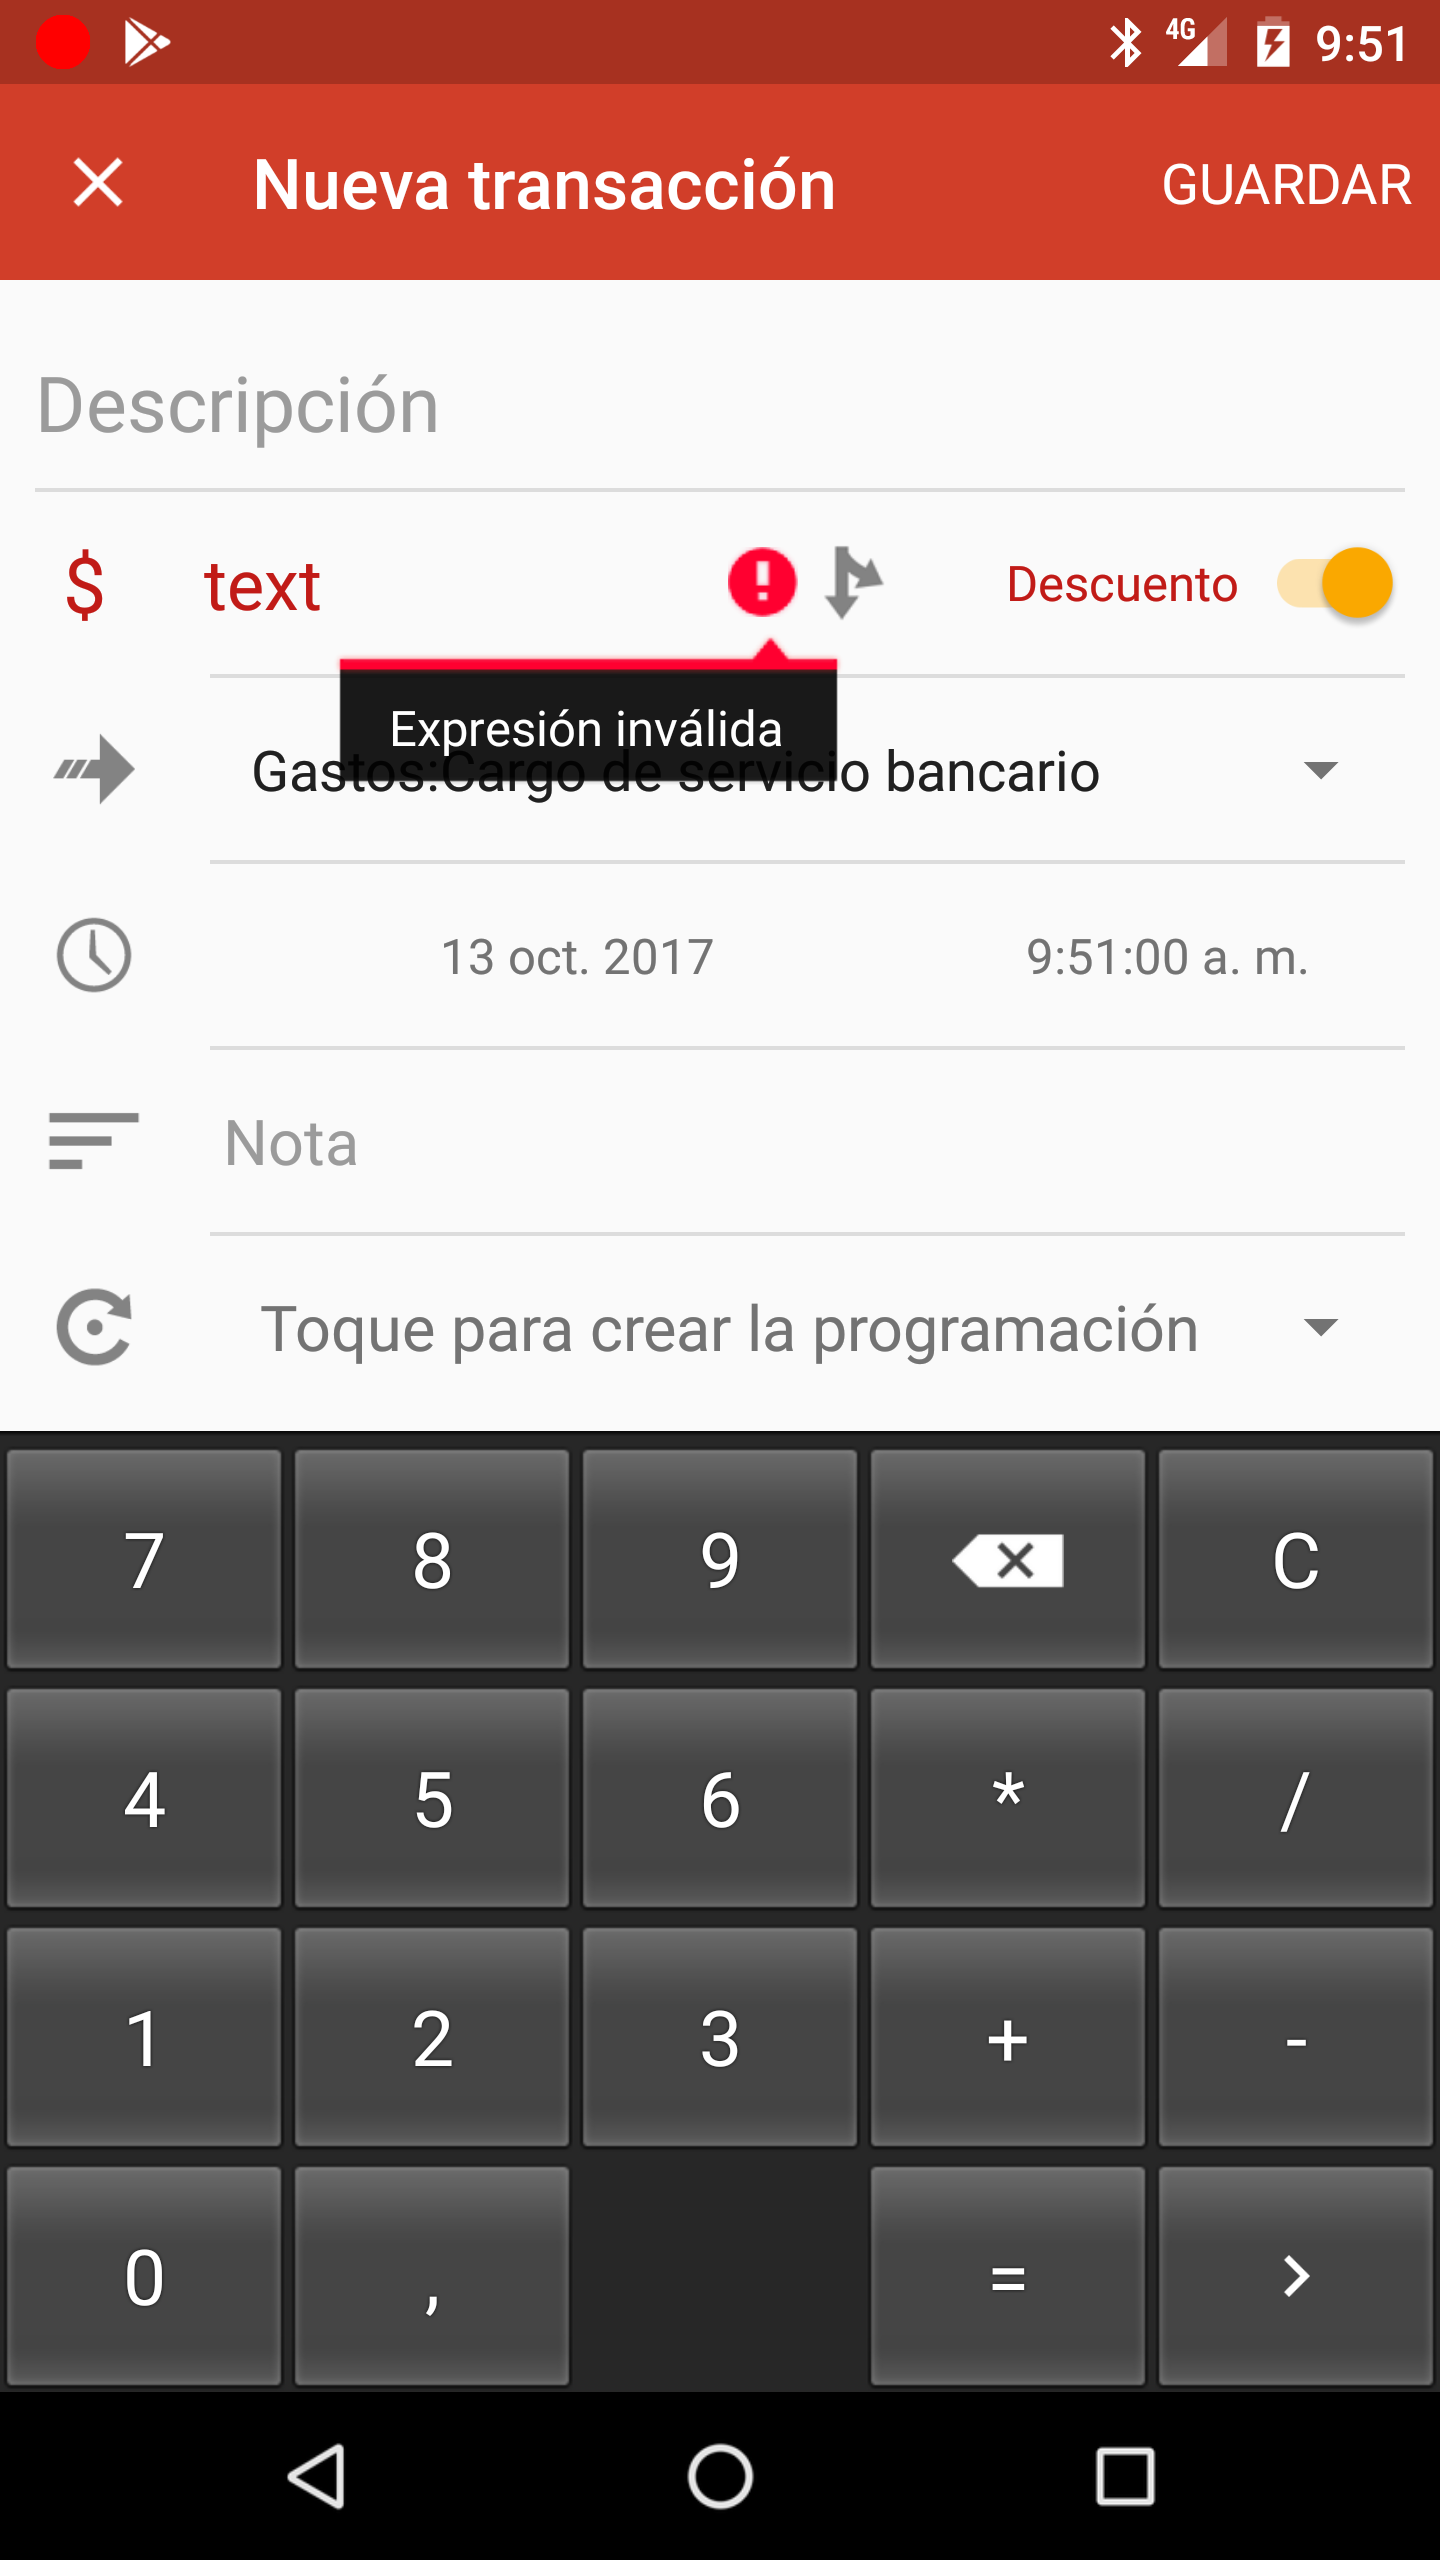 4G 9:51
Nueva transacción GUARDAR
Descripción
$ text Descuento
Expresión inválida
Gastos:Cargo de servicio bancario
13 oct. 2017 9:51:00 a. m.
Nota
Toque para crear la programación
7 8 9 C
4 5 6 * /
1 2 3 + -
0 , =